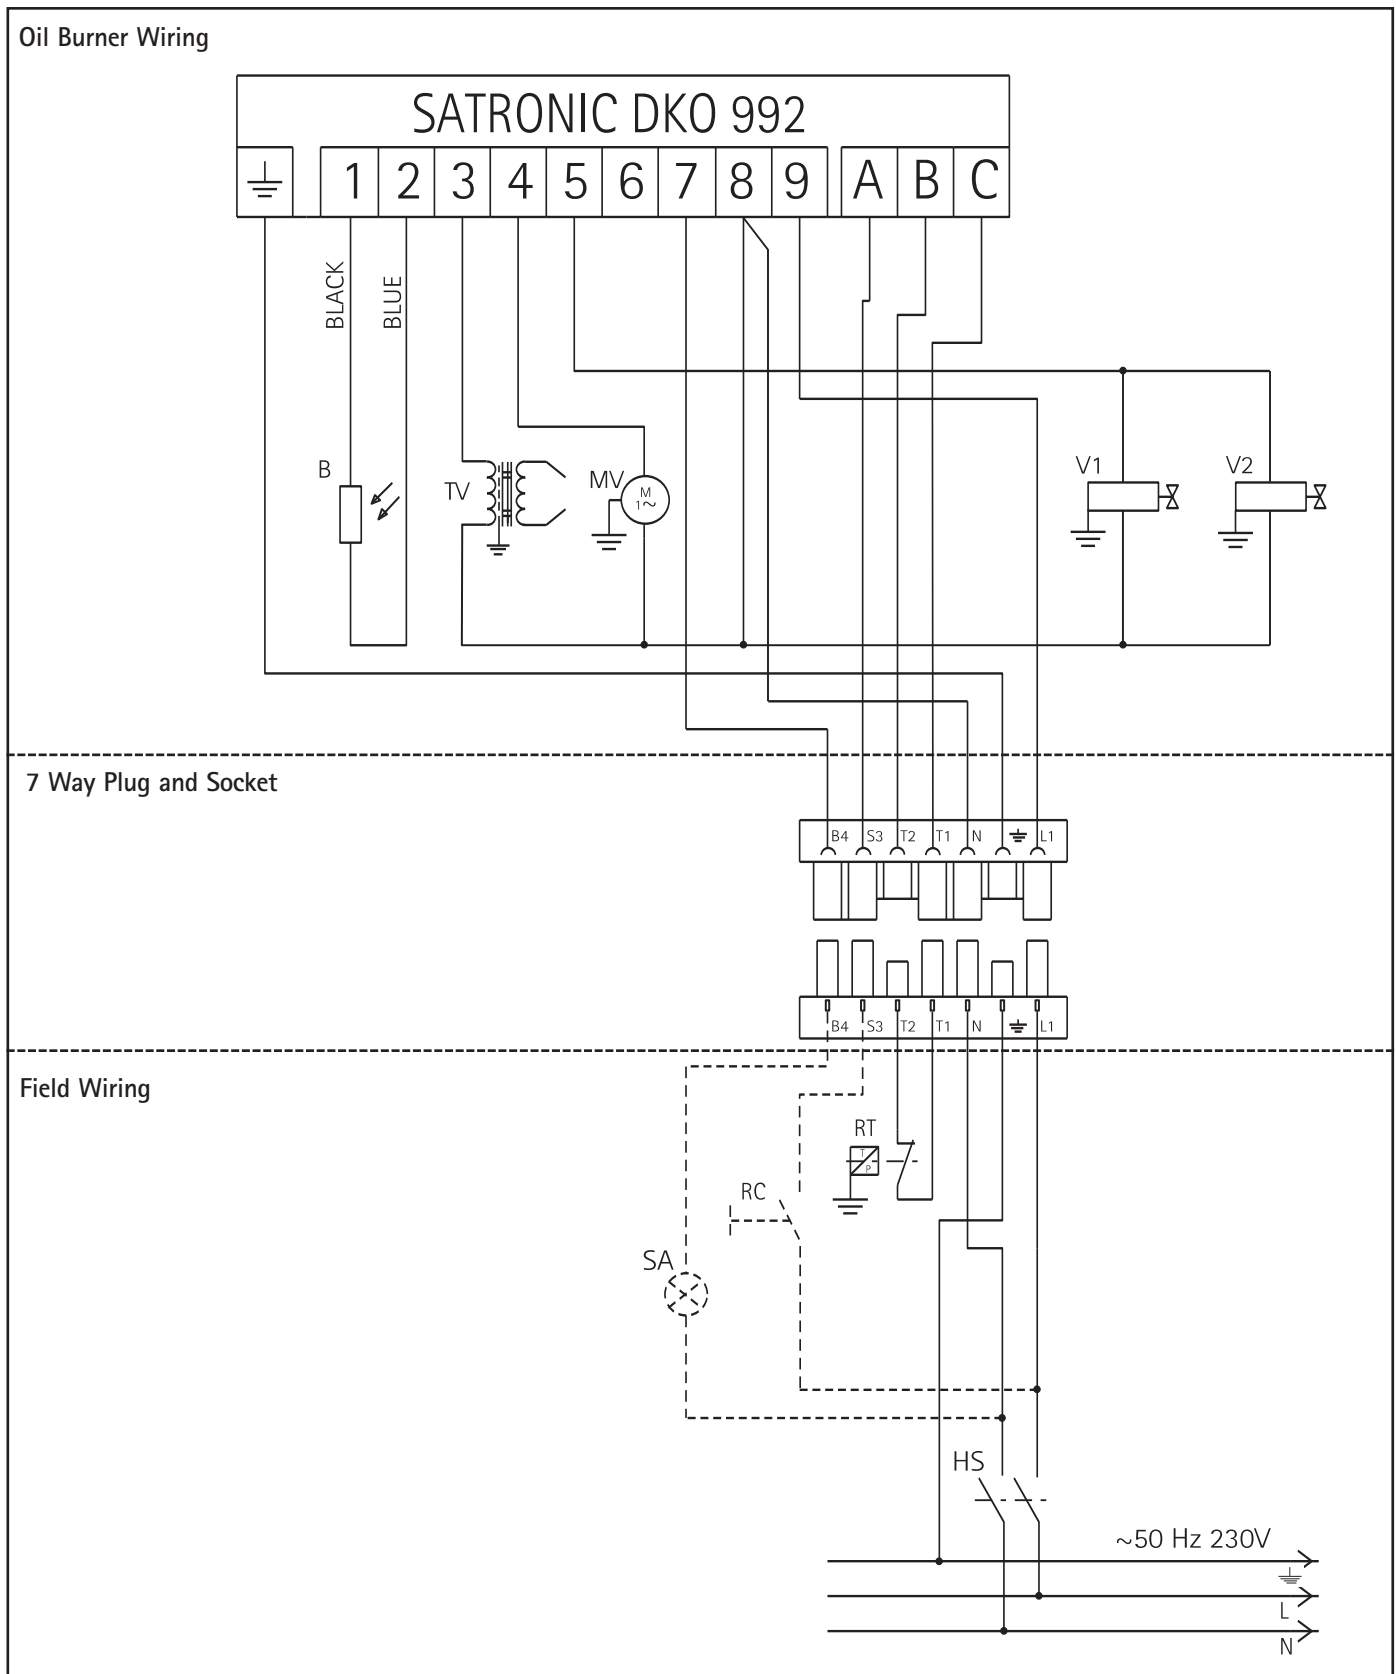 Oil Burner Wiring
SATRONIC DKO 992
1 2 3 4 5 6 7 8 9 A B C
BLACK
BLUE
B
TV
MV
M
1~
V1
V2
7 Way Plug and Socket
B4 S3 T2 T1 N L1
B4 S3 T2 T1 N L1
Field Wiring
RT
T
P
RC
SA
HS
~50 Hz 230V
L
N